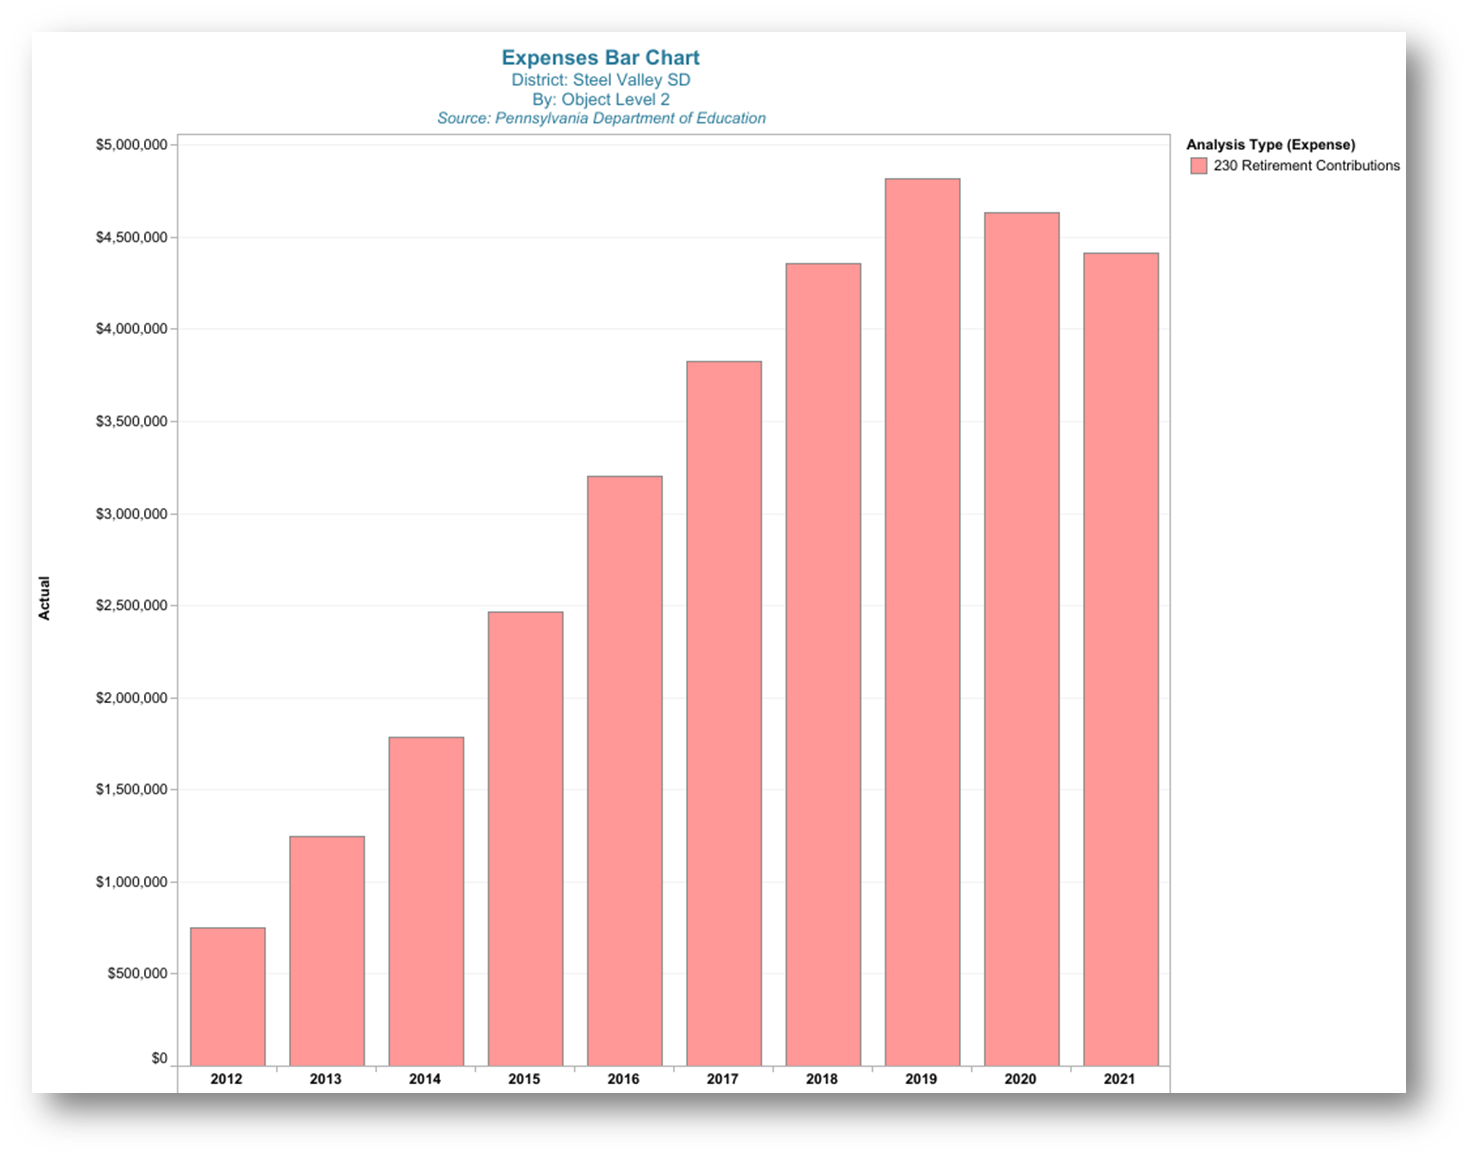 Expenses Bar Chart
District: Steel Valley SD
By: Object Level 2
Source: Pennsylvania Department of Education
Analysis Type (Expense)
230 Retirement Contributions
Actual
$5,000,000
$4,500,000
$4,000,000
$3,500,000
$3,000,000
$2,500,000
$2,000,000
$1,500,000
$1,000,000
$500,000
$0
2012 2013 2014 2015 2016 2017 2018 2019 2020 2021